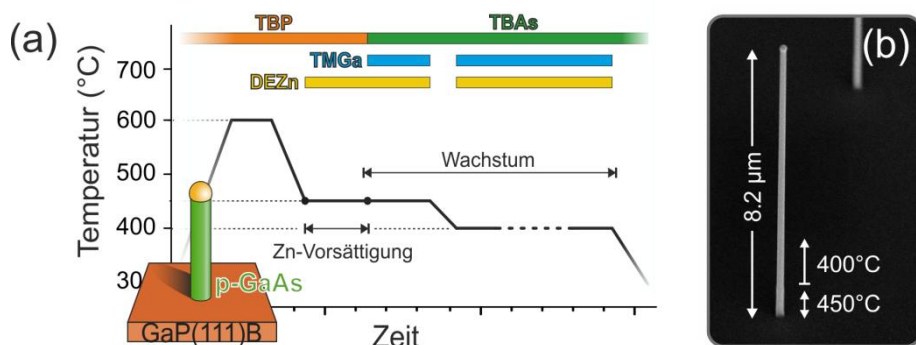 (a)
TBP
TBAs
TMGa
DEZn
Temperatur (°C)
700
600
500
400
30
Wachstum
Zn-Vorsättigung
p-GaAs
GaP(111)B
Zeit
(b)
8.2 µm
400°C
450°C